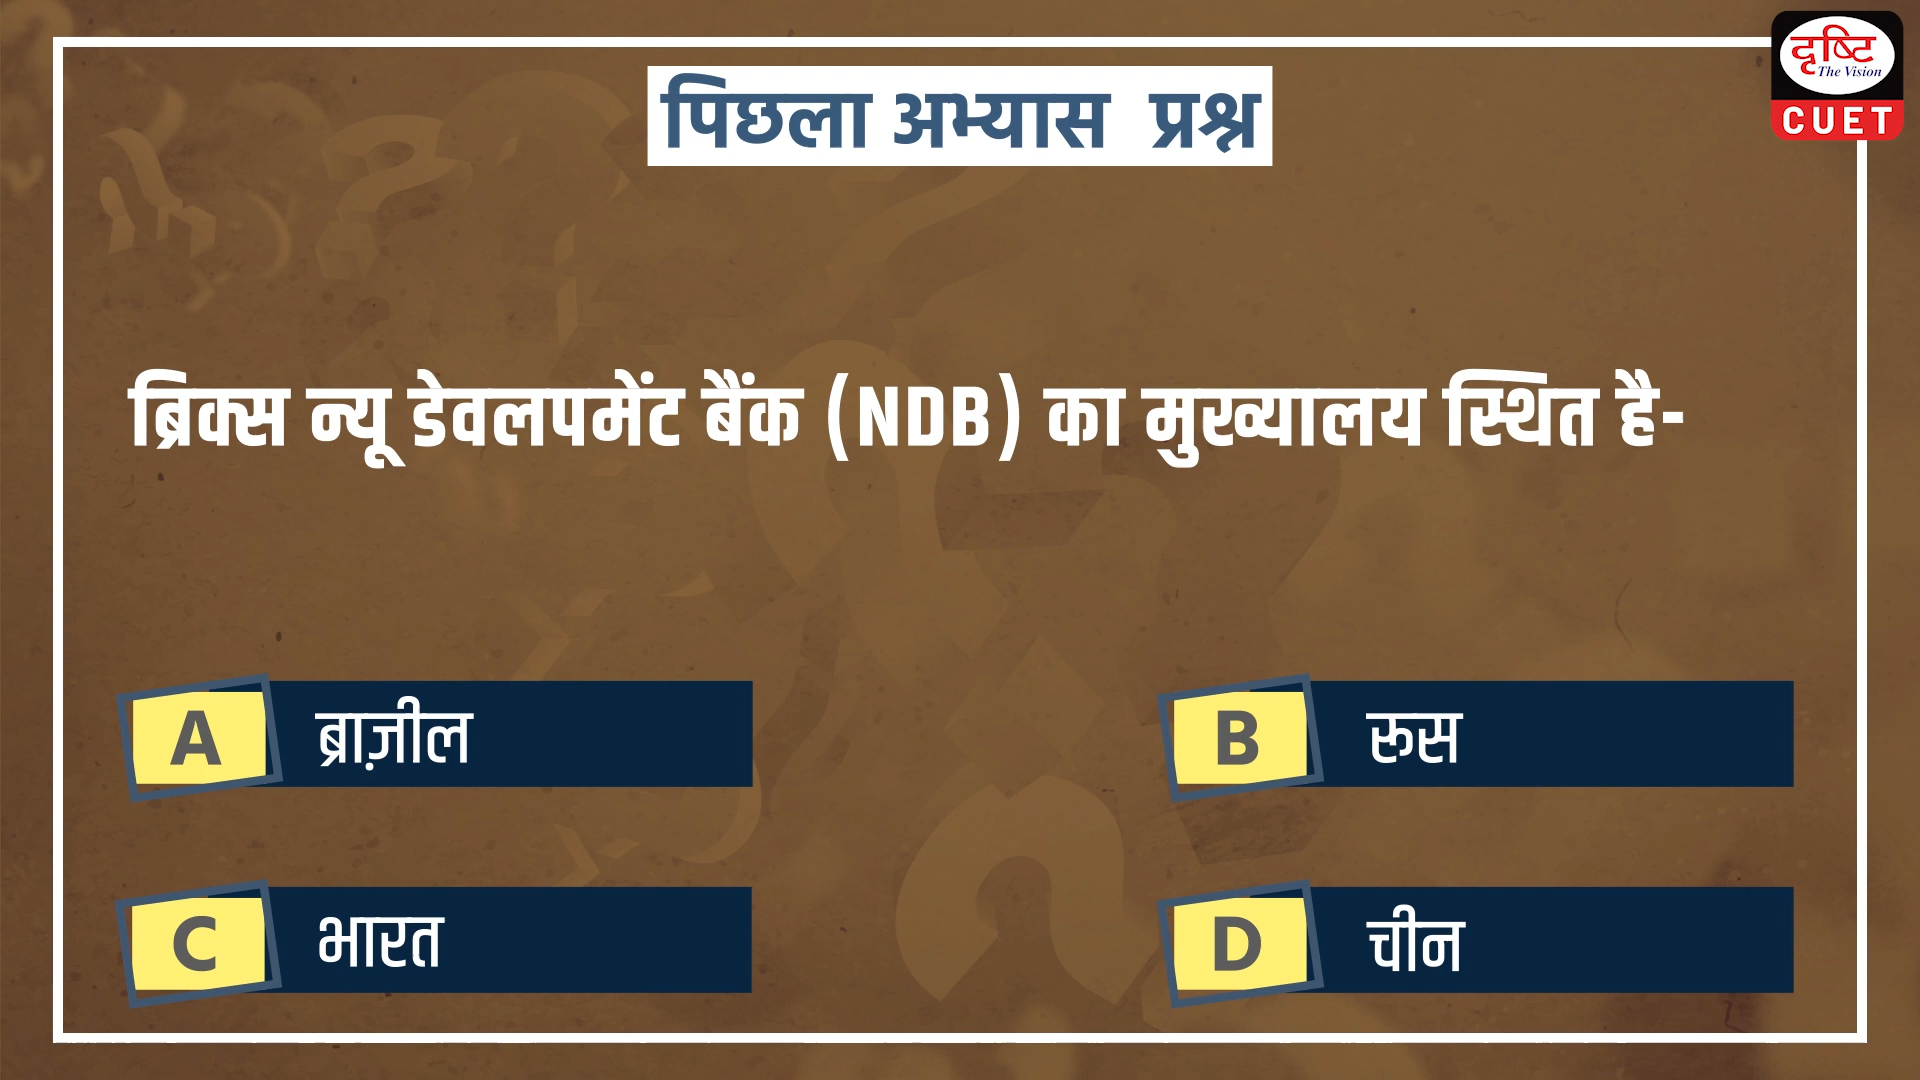 दृष्टि
The Vision
CUET
पिछला अभ्यास प्रश्न
ब्रिक्स न्यू डेवलपमेंट बैंक (NDB) का मुख्यालय स्थित है-
A ब्राज़ील
B रूस
C भारत
D चीन